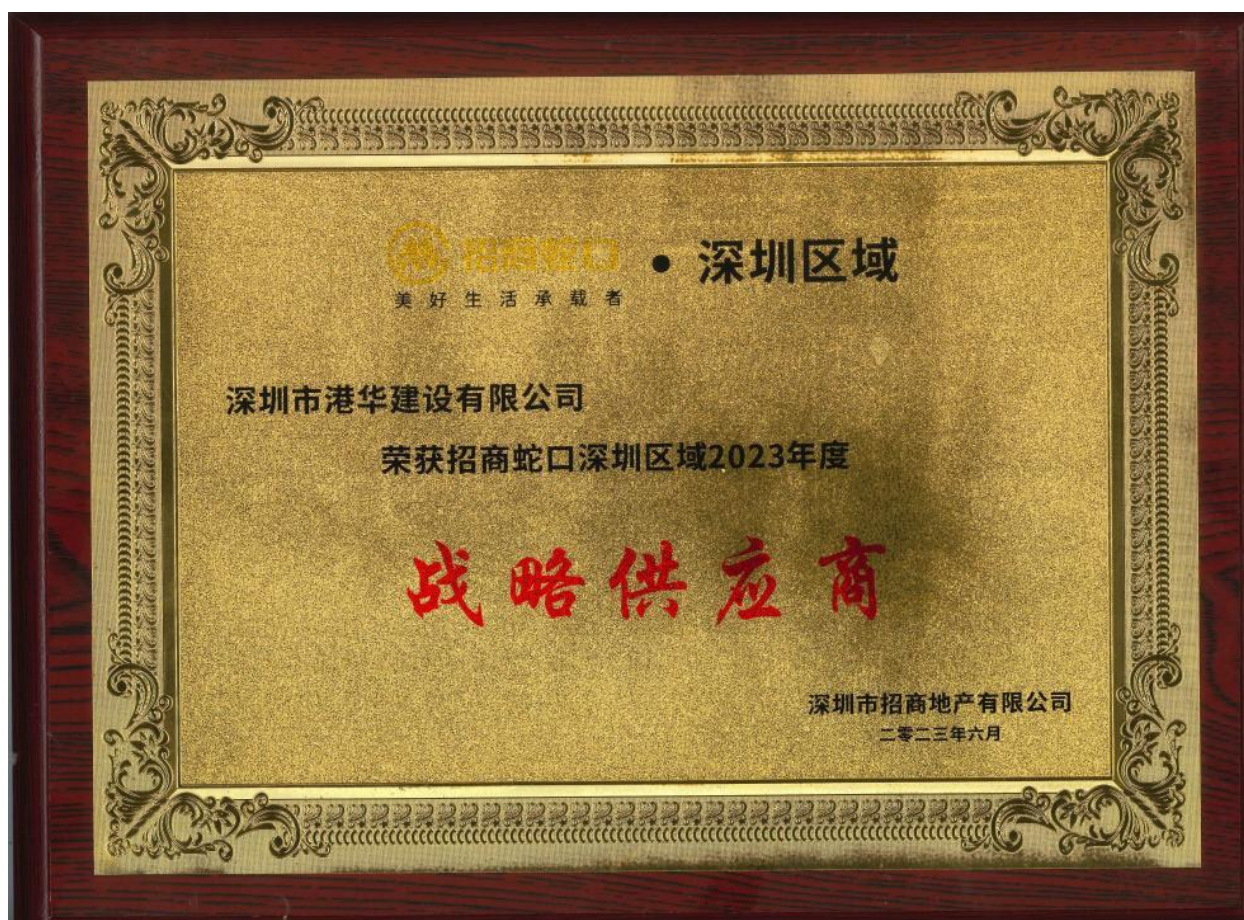 招商蛇口 • 深圳区域
美好生活承载者
深圳市港华建设有限公司
荣获招商蛇口深圳区域2023年度
战略供应商
深圳市招商地产有限公司
二零二三年六月